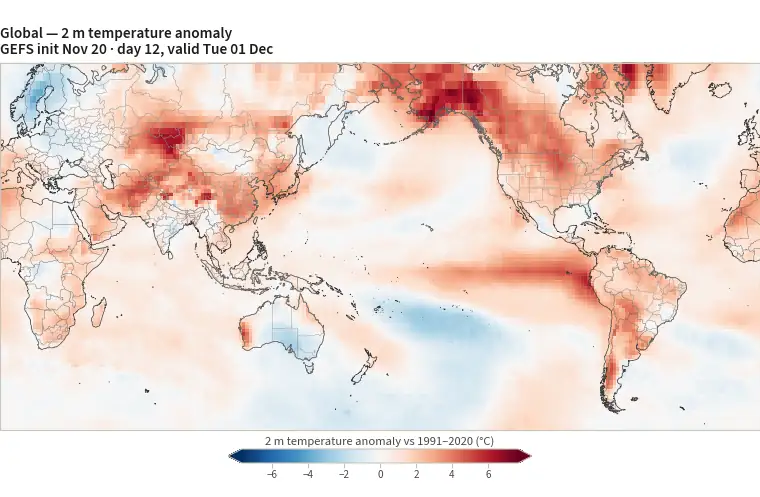 Global — 2 m temperature anomaly
GEFS init Nov 20 · day 12, valid Tue 01 Dec
2 m temperature anomaly vs 1991–2020 (°C)
−6 −4 −2 0 2 4 6